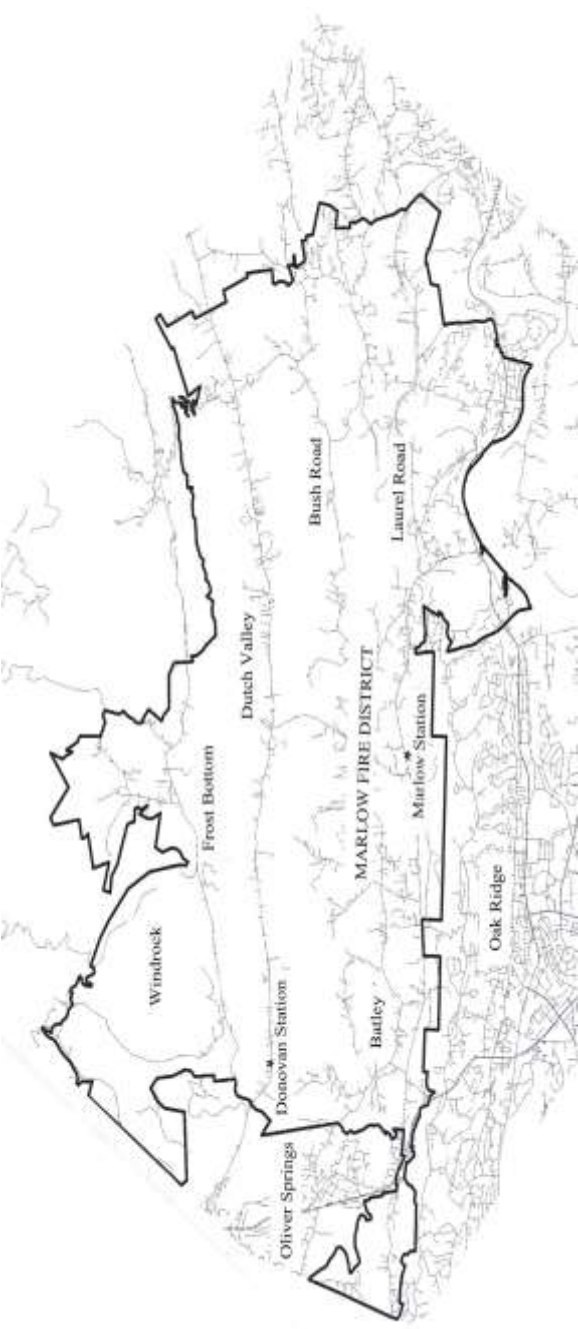 Windrock
Frost Bottom
Dutch Valley
Donovan Station
Oliver Springs
Bush Road
MARLOW FIRE DISTRICT
Batley
Laurel Road
Marlow Station
Oak Ridge